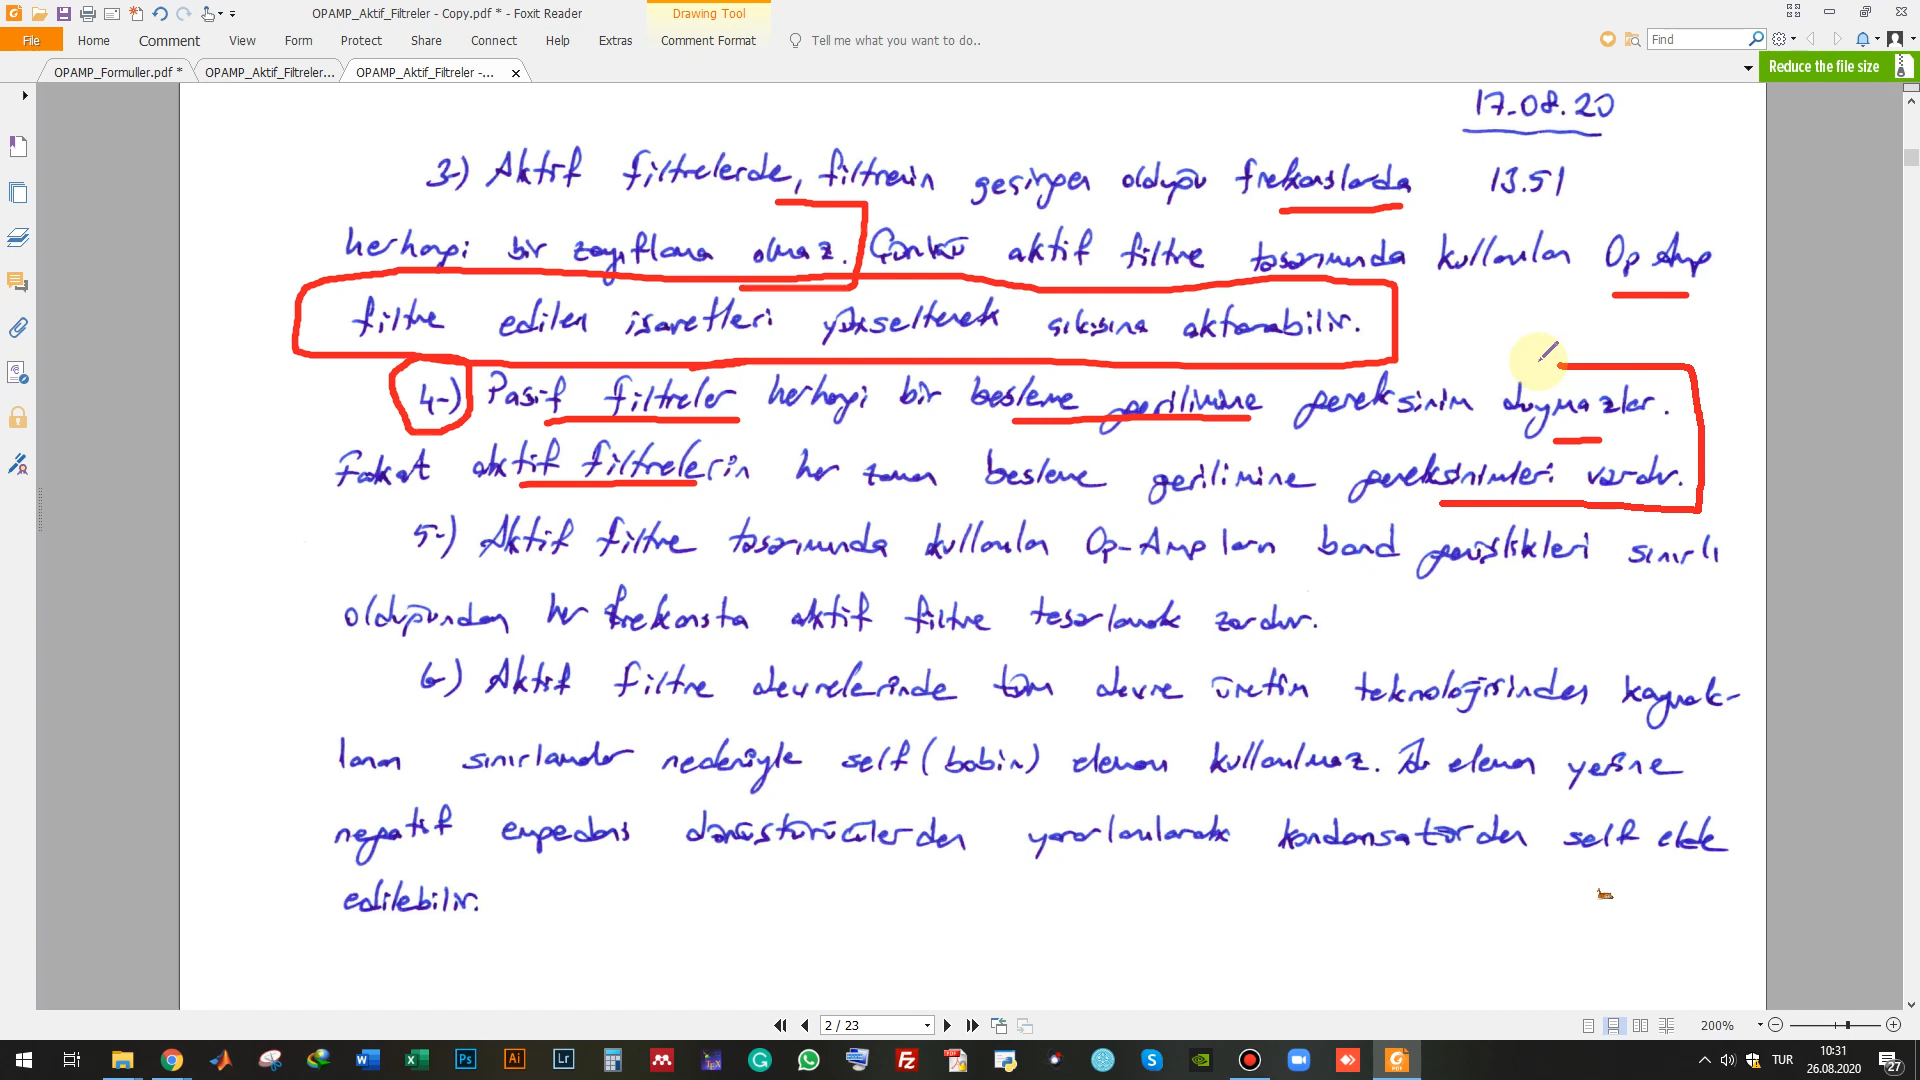 OPAMP_Aktif_Filtreler - Copy.pdf * - Foxit Reader
Drawing Tool
File Home Comment View Form Protect Share Connect Help Extras Comment Format Tell me what you want to do.. Find
OPAMP_Formuller.pdf * OPAMP_Aktif_Filtreler... OPAMP_Aktif_Filtreler -...
Reduce the file size
17.08.20
13.51
3-) Aktif filtrelerde, filtrenin geçirgen olduğu frekanslarda
herhangi bir zayıflama olmaz. Çünkü aktif filtre tasarımında kullanılan Op Amp
filtre edilen işaretleri yükselterek çıkışına aktarabilir.
4-) Pasif filtreler herhangi bir besleme gerilimine gereksinim duymazlar.
Fakat aktif filtrelerin her zaman besleme gerilimine gereksinimleri vardır.
5-) Aktif filtre tasarımında kullanılan Op-Ampların band genişlikleri sınırlı
olduğundan her frekansta aktif filtre tasarlamak zordur.
6-) Aktif filtre devrelerinde tüm devre üretim teknolojisinden kaynak-
lanan sınırlamalar nedeniyle self (bobin) elemanı kullanılmaz. Bu eleman yerine
negatif empedans dönüştürücülerden yararlanılarak kondansatörden self elde
edilebilir.
2 / 23
200%
TUR
10:31
26.08.2020
27